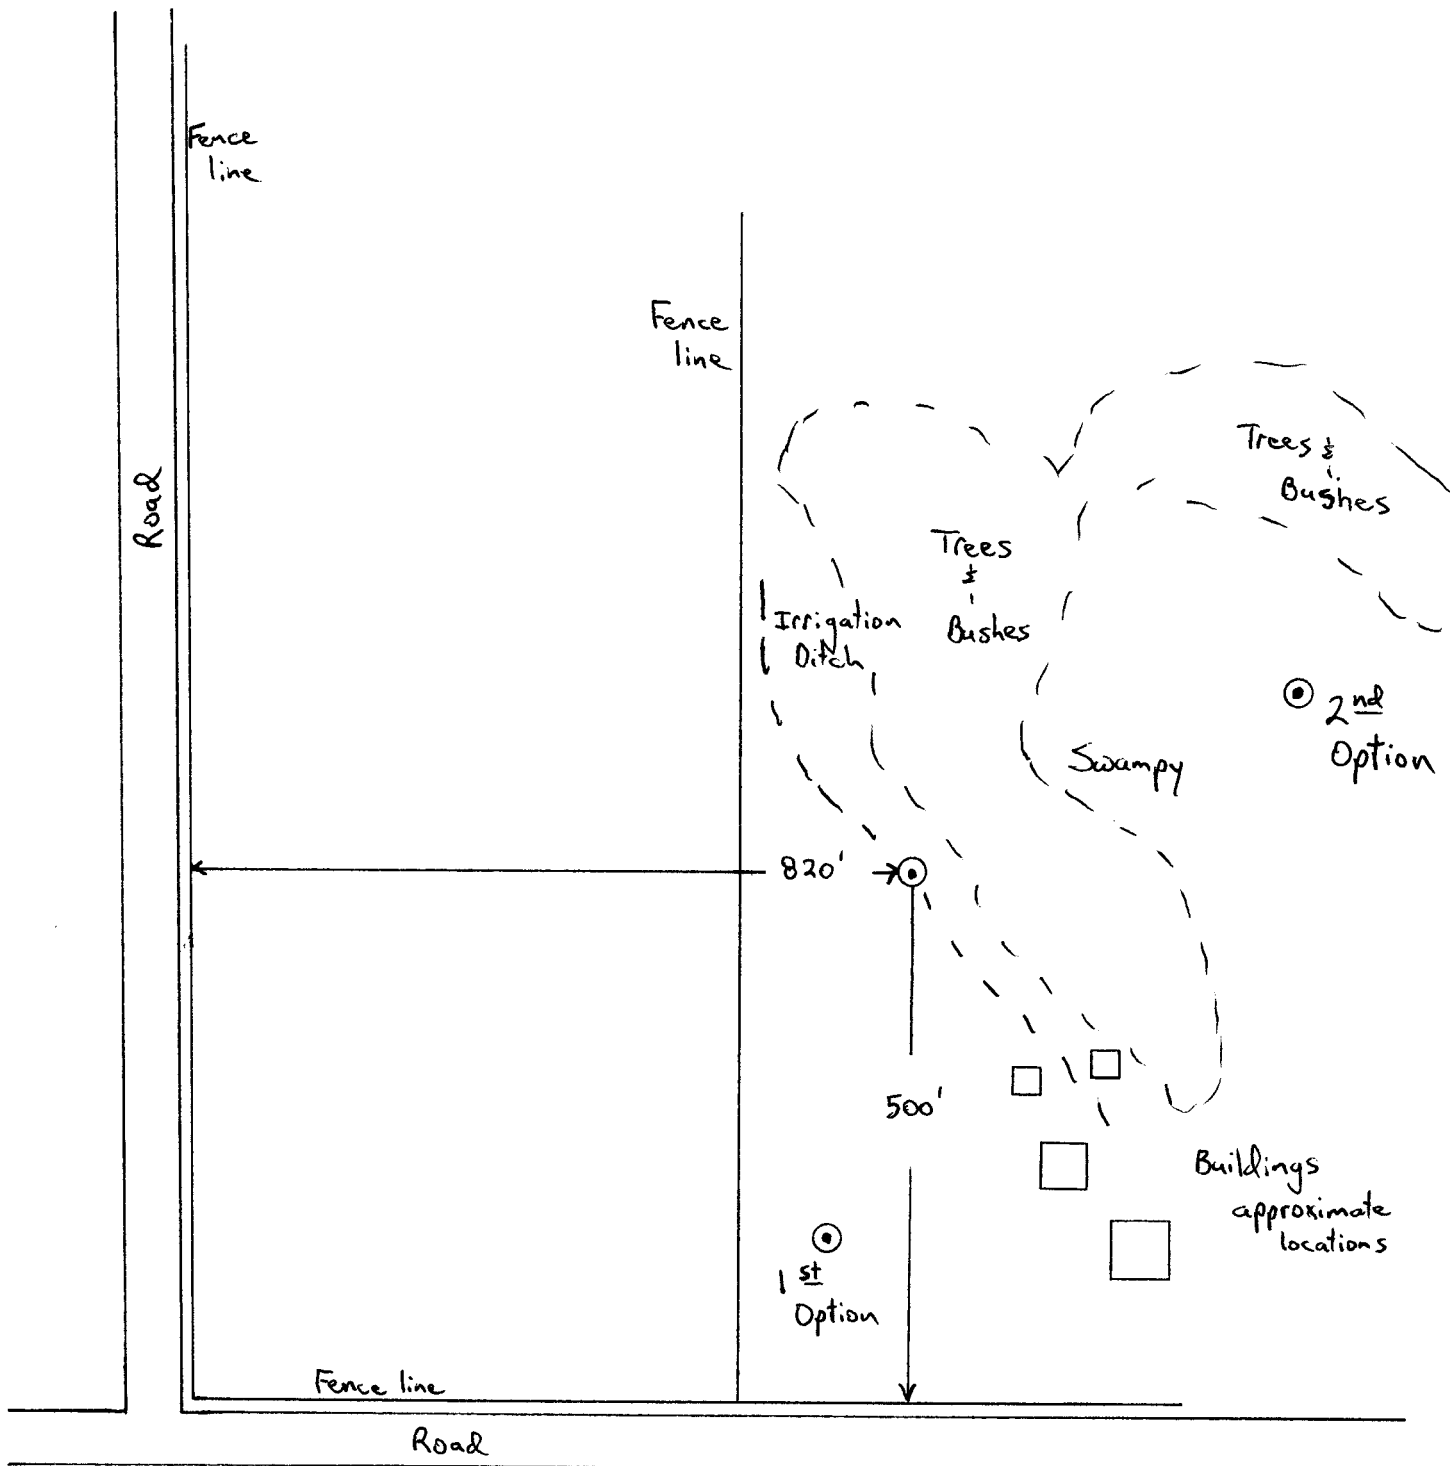 Fence
line
Fence
line
Road
Trees &
Bushes
Trees
&
Bushes
Irrigation
Ditch
2nd
Option
Swampy
820'
500'
Buildings
approximate
locations
1st
Option
Fence line
Road